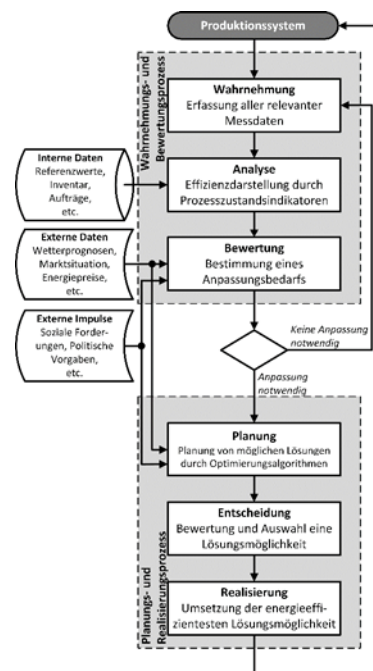 Produktionssystem
Wahrnehmungs- und
Bewertungsprozess
Wahrnehmung
Erfassung aller relevanter
Messdaten
Interne Daten
Referenzwerte,
Inventar,
Aufträge,
etc.
Analyse
Effizienzdarstellung durch
Prozesszustandsindikatoren
Externe Daten
Wetterprognosen,
Marktsituation,
Energiepreise,
etc.
Bewertung
Bestimmung eines
Anpassungsbedarfs
Externe Impulse
Soziale Forder-
ungen, Politische
Vorgaben,
etc.
Keine Anpassung
notwendig
Anpassung
notwendig
Planungs- und
Realisierungsprozess
Planung
Planung von möglichen Lösungen
durch Optimierungsalgorithmen
Entscheidung
Bewertung und Auswahl eine
Lösungsmöglichkeit
Realisierung
Umsetzung der energieeffi-
zientesten Lösungsmöglichkeit